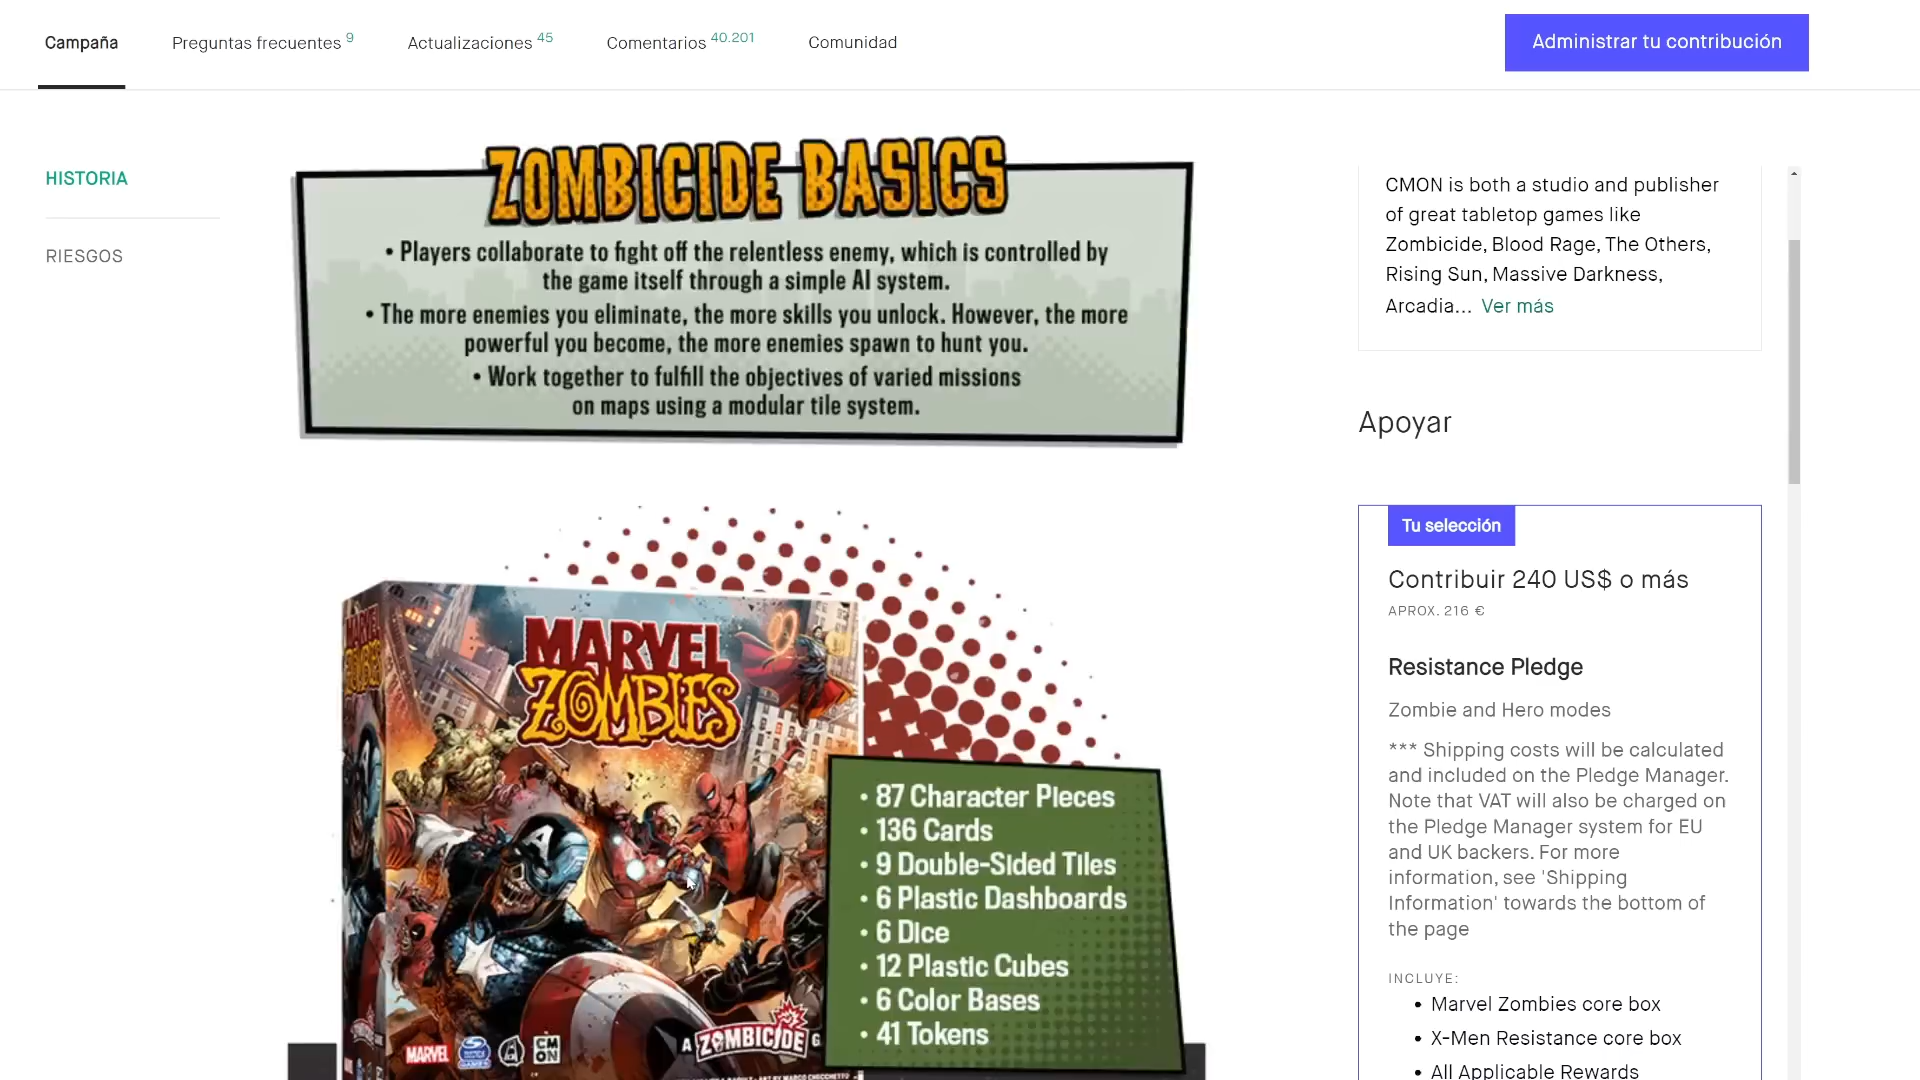 Campaña
Preguntas frecuentes 9
Actualizaciones 45
Comentarios 40.201
Comunidad
Administrar tu contribución
HISTORIA
RIESGOS
ZOMBICIDE BASICS
• Players collaborate to fight off the relentless enemy, which is controlled by
the game itself through a simple AI system.
• The more enemies you eliminate, the more skills you unlock. However, the more
powerful you become, the more enemies spawn to hunt you.
• Work together to fulfill the objectives of varied missions
on maps using a modular tile system.
MARVEL
ZOMBIES
MARVEL
ZOMBIES
• 87 Character Pieces
• 136 Cards
• 9 Double-Sided Tiles
• 6 Plastic Dashboards
• 6 Dice
• 12 Plastic Cubes
• 6 Color Bases
• 41 Tokens
MARVEL
CMON
A ZOMBICIDE G
CMON is both a studio and publisher
of great tabletop games like
Zombicide, Blood Rage, The Others,
Rising Sun, Massive Darkness,
Arcadia... Ver más
Apoyar
Tu selección
Contribuir 240 US$ o más
APROX. 216 €
Resistance Pledge
Zombie and Hero modes
*** Shipping costs will be calculated
and included on the Pledge Manager.
Note that VAT will also be charged on
the Pledge Manager system for EU
and UK backers. For more
information, see 'Shipping
Information' towards the bottom of
the page
INCLUYE:
• Marvel Zombies core box
• X-Men Resistance core box
• All Applicable Rewards